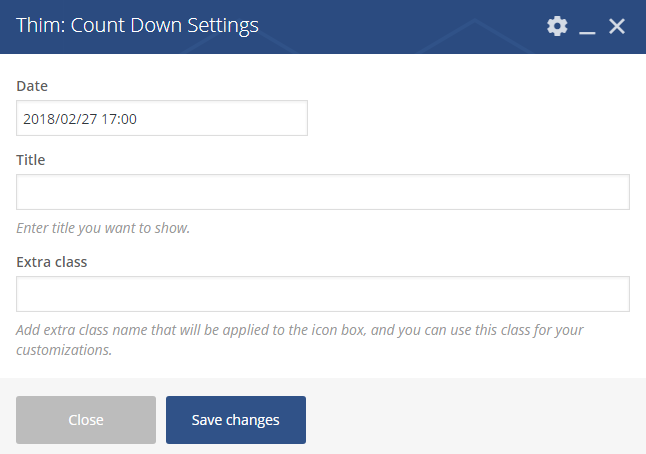 Thim: Count Down Settings
Date
2018/02/27 17:00
Title
Enter title you want to show.
Extra class
Add extra class name that will be applied to the icon box, and you can use this class for your
customizations.
Close
Save changes